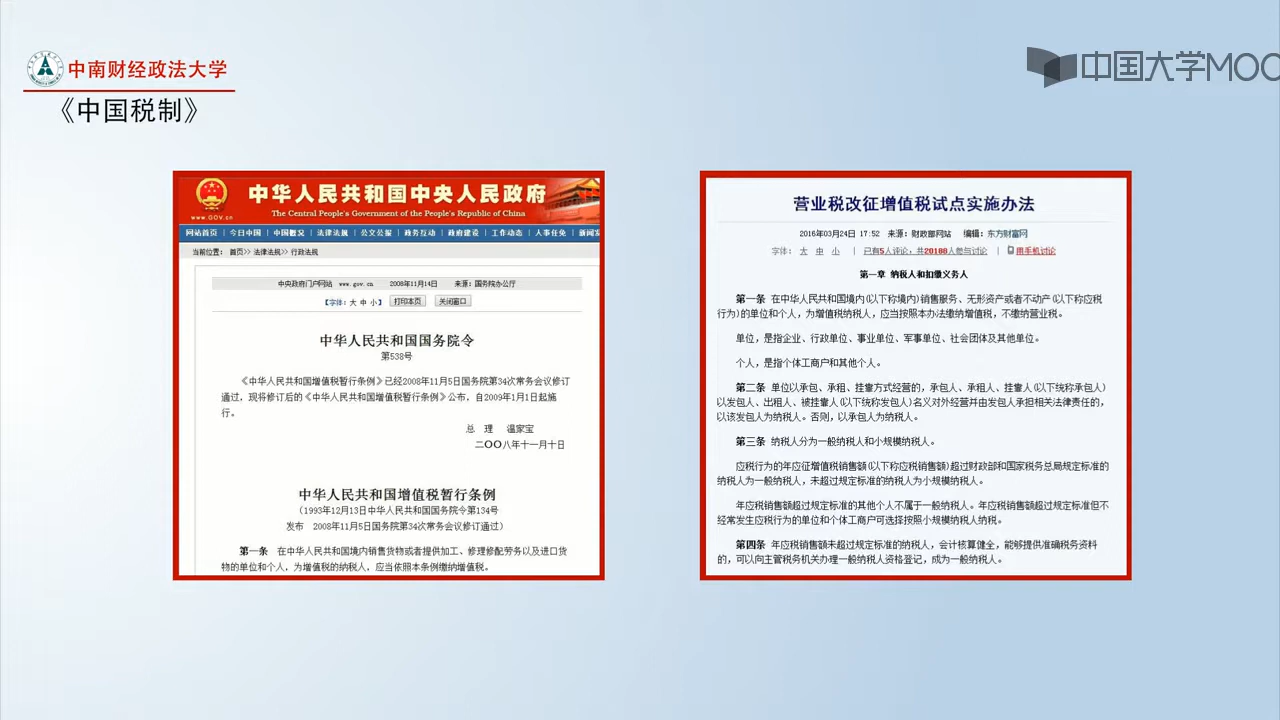 中南财经政法大学
《中国税制》
中国大学MOO
中华人民共和国中央人民政府
www.GOV.cn
The Central People's Government of the People's Republic of China
网站首页 | 今日中国 | 中国概况 | 法律法规 | 公文公报 | 政务互动 | 政府建设 | 工作动态 | 人事任免 | 新闻发
当前位置: 首页>> 法律法规>> 行政法规
中央政府门户网站 www.gov.cn 2008年11月14日 来源:国务院办公厅
【字体:大 中 小】 打印本页 关闭窗口
中华人民共和国国务院令
第538号
《中华人民共和国增值税暂行条例》已经2008年11月5日国务院第34次常务会议修订
通过,现将修订后的《中华人民共和国增值税暂行条例》公布,自2009年1月1日起施
行。
总 理 温家宝
二〇〇八年十一月十日
中华人民共和国增值税暂行条例
(1993年12月13日中华人民共和国国务院令第134号
发布 2008年11月5日国务院第34次常务会议修订通过)
第一条 在中华人民共和国境内销售货物或者提供加工、修理修配劳务以及进口货
物的单位和个人,为增值税的纳税人,应当依照本条例缴纳增值税。
营业税改征增值税试点实施办法
2016年03月24日 17:52 来源:财政部网站 编辑:东方财富网
字体: 大 中 小 | 已有5人评论,共20186人参与讨论 | 用手机讨论
第一章 纳税人和扣缴义务人
第一条 在中华人民共和国境内(以下称境内)销售服务、无形资产或者不动产(以下称应税
行为)的单位和个人,为增值税纳税人,应当按照本办法缴纳增值税,不缴纳营业税。
单位,是指企业、行政单位、事业单位、军事单位、社会团体及其他单位。
个人,是指个体工商户和其他个人。
第二条 单位以承包、承租、挂靠方式经营的,承包人、承租人、挂靠人(以下统称承包人)
以发包人、出租人、被挂靠人(以下统称发包人)名义对外经营并由发包人承担相关法律责任的,
以该发包人为纳税人。否则,以承包人为纳税人。
第三条 纳税人分为一般纳税人和小规模纳税人。
应税行为的年应征增值税销售额(以下称应税销售额)超过财政部和国家税务总局规定标准的
纳税人为一般纳税人,未超过规定标准的纳税人为小规模纳税人。
年应税销售额超过规定标准的其他个人不属于一般纳税人。年应税销售额超过规定标准但不
经常发生应税行为的单位和个体工商户可选择按照小规模纳税人纳税。
第四条 年应税销售额未超过规定标准的纳税人,会计核算健全,能够提供准确税务资料
的,可以向主管税务机关办理一般纳税人资格登记,成为一般纳税人。